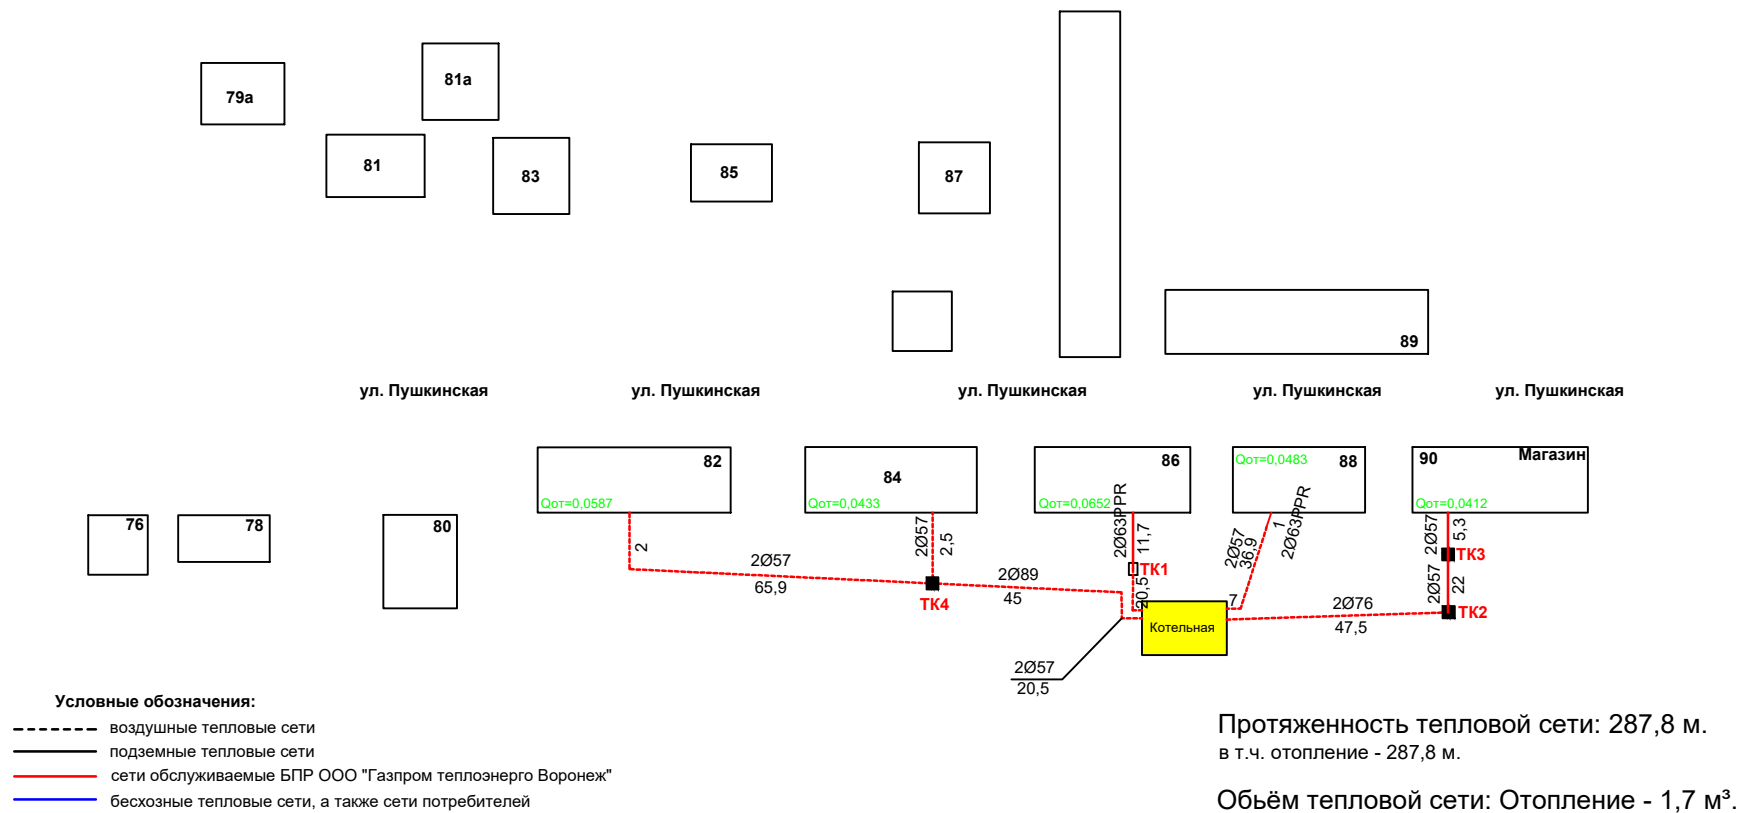 81а
79а
81
83
85
87
89
ул. Пушкинская
ул. Пушкинская
ул. Пушкинская
ул. Пушкинская
ул. Пушкинская
82
Qот=0,0587
84
Qот=0,0433
86
Qот=0,0652
Qот=0,0483
88
90
Магазин
Qот=0,0412
76
78
80
2
2Ø57
65,9
2Ø57
2,5
ТК4
2Ø89
45
2Ø63PPR
11,7
ТК1
20,5
2Ø57
36,9
1
2Ø63PPR
7
Котельная
2Ø76
47,5
2Ø57
5,3
ТК3
2Ø57
22
ТК2
2Ø57
20,5
Условные обозначения:
воздушные тепловые сети
подземные тепловые сети
сети обслуживаемые БПР ООО "Газпром теплоэнерго Воронеж"
бесхозные тепловые сети, а также сети потребителей
Протяженность тепловой сети: 287,8 м.
в т.ч. отопление - 287,8 м.
Обьём тепловой сети: Отопление - 1,7 м³.